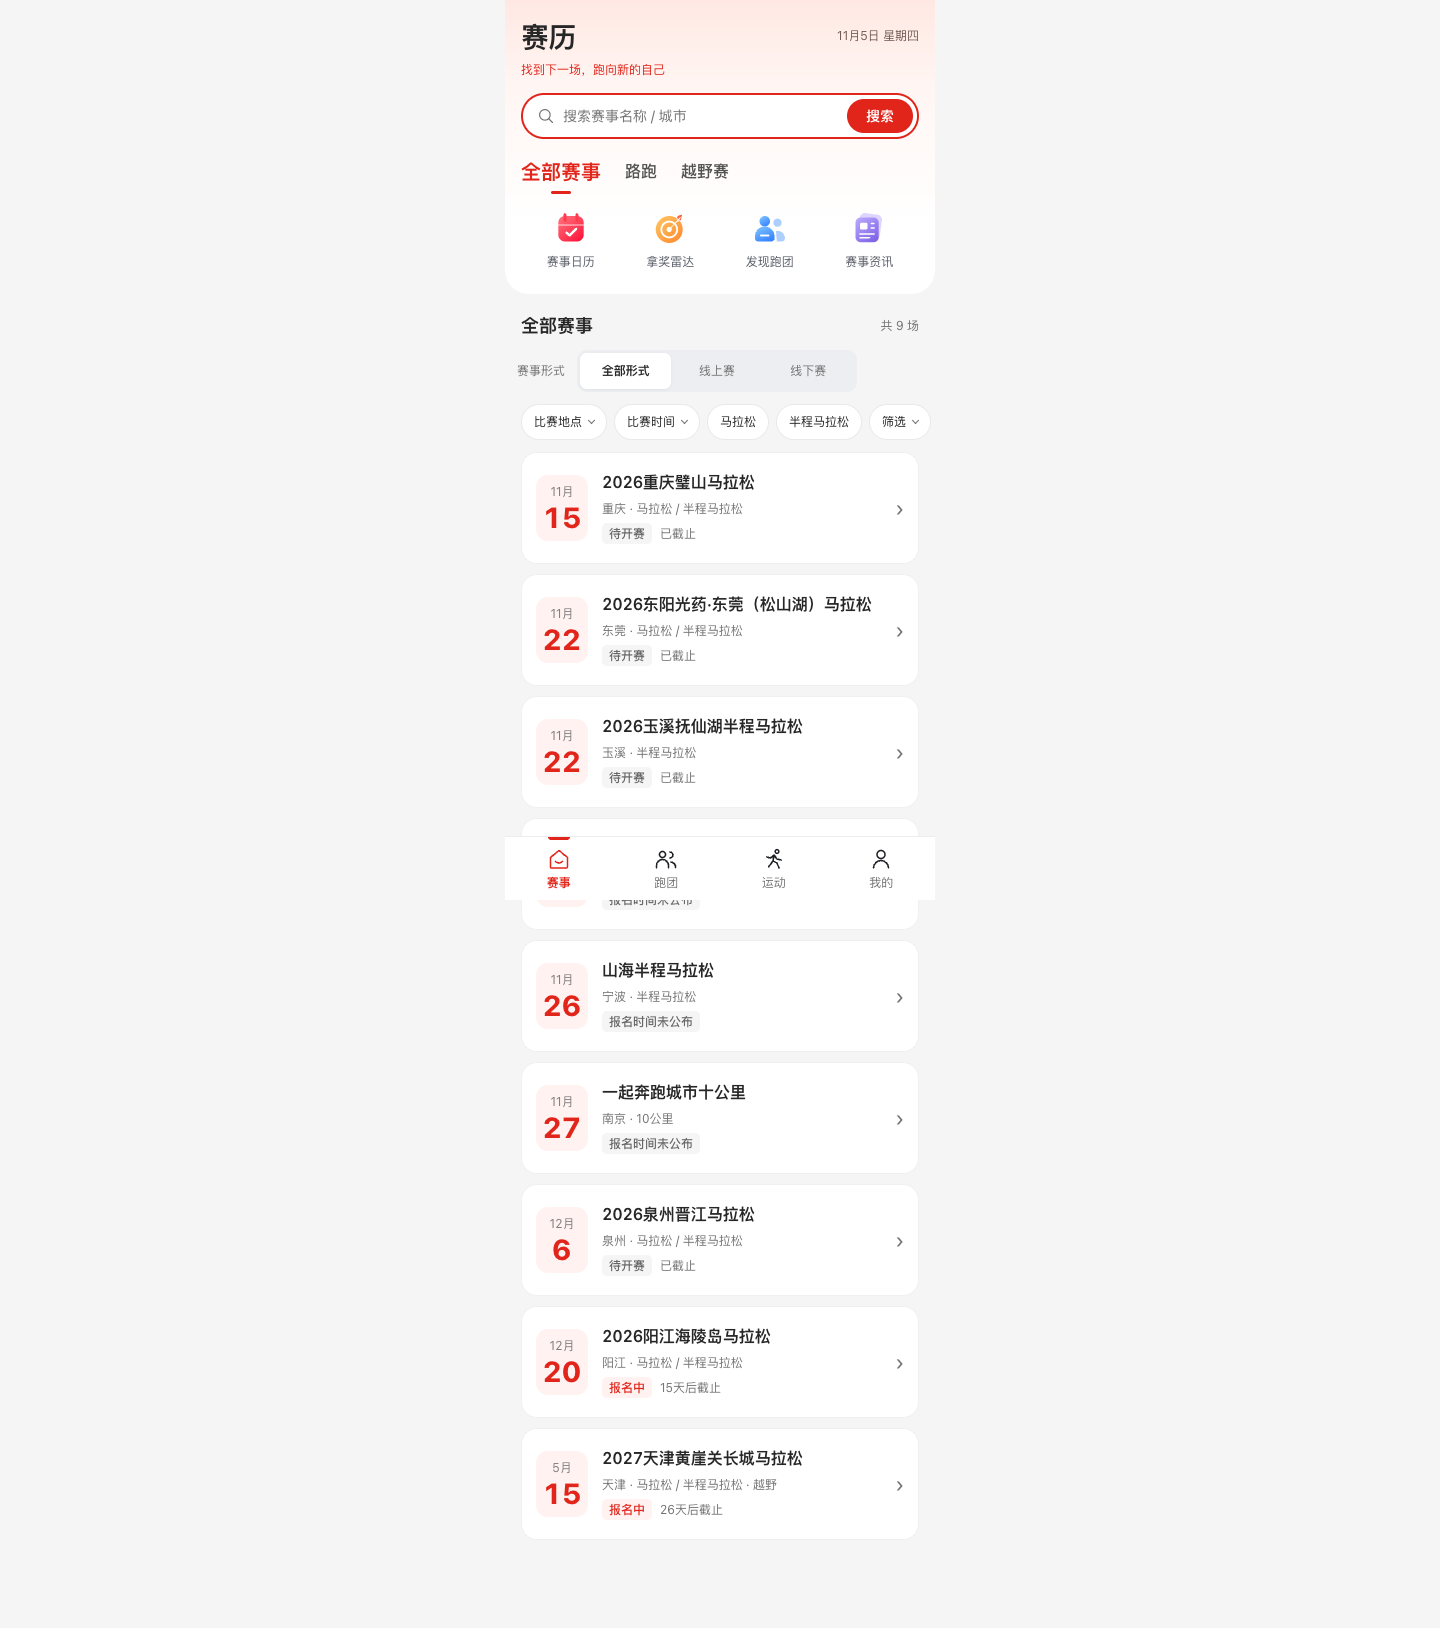 赛历
11月5日 星期四
找到下一场，跑向新的自己
搜索赛事名称 / 城市
搜索
全部赛事 路跑 越野赛
赛事日历 拿奖雷达 发现跑团 赛事资讯
全部赛事
共 9 场
赛事形式 全部形式 线上赛 线下赛
比赛地点 比赛时间 马拉松 半程马拉松 筛选
11月
15
2026重庆璧山马拉松
重庆 · 马拉松 / 半程马拉松
待开赛 已截止
11月
22
2026东阳光药·东莞（松山湖）马拉松
东莞 · 马拉松 / 半程马拉松
待开赛 已截止
11月
22
2026玉溪抚仙湖半程马拉松
玉溪 · 半程马拉松
待开赛 已截止
赛事 跑团 运动 我的
报名时间未公布
11月
26
山海半程马拉松
宁波 · 半程马拉松
报名时间未公布
11月
27
一起奔跑城市十公里
南京 · 10公里
报名时间未公布
12月
6
2026泉州晋江马拉松
泉州 · 马拉松 / 半程马拉松
待开赛 已截止
12月
20
2026阳江海陵岛马拉松
阳江 · 马拉松 / 半程马拉松
报名中 15天后截止
5月
15
2027天津黄崖关长城马拉松
天津 · 马拉松 / 半程马拉松 · 越野
报名中 26天后截止